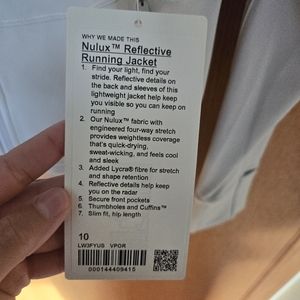 WHY WE MADE THIS
Nulux™ Reflective
Running Jacket
1. Find your light, find your
stride. Reflective details on
the back and sleeves of this
lightweight jacket help keep
you visible so you can keep on
running
2. Our Nulux™ fabric with
engineered four-way stretch
provides weightless coverage
that's quick-drying,
sweat-wicking, and feels cool
and sleek
3. Added Lycra® fibre for stretch
and shape retention
4. Reflective details help keep
you on the radar
5. Secure front pockets
6. Thumbholes and Cuffins™
7. Slim fit, hip length
10
LW3FYUS VPOR
000144409415